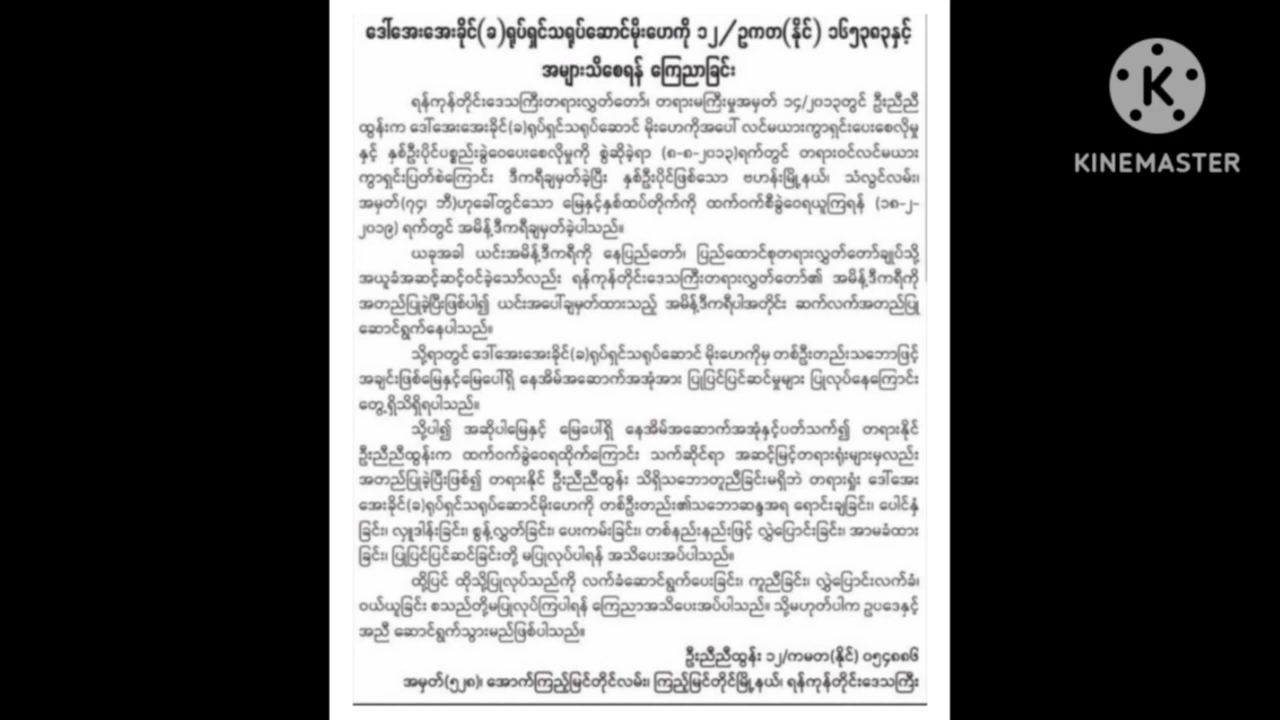 ဒေါ်အေးအေးခိုင်(ခ)ရုပ်ရှင်သရုပ်ဆောင်မိုးဟေကို ၁၂/ဥကတ(နိုင်) ၁၆၅၃၈၃နှင့်
အများသိစေရန် ကြေညာခြင်း
ရန်ကုန်တိုင်းဒေသကြီးတရားလွှတ်တော်၊ တရားမကြီးမှုအမှတ် ၁၄/၂၀၁၃တွင် ဦးညီညီ
ထွန်းက ဒေါ်အေးအေးခိုင်(ခ)ရုပ်ရှင်သရုပ်ဆောင် မိုးဟေကိုအပေါ် လင်မယားကွာရှင်းပေးစေလိုမှု
နှင့် နှစ်ဦးပိုင်ပစ္စည်းခွဲဝေပေးစေလိုမှုကို စွဲဆိုခဲ့ရာ (၈-၈-၂၀၁၃)ရက်တွင် တရားဝင်လင်မယား
ကွာရှင်းပြတ်စဲကြောင်း ဒီကရီချမှတ်ခဲ့ပြီး နှစ်ဦးပိုင်ဖြစ်သော ဗဟန်းမြို့နယ်၊ သံလွင်လမ်း၊
အမှတ်(၇၄၊ ဘီ)ဟုခေါ်တွင်သော မြေနှင့်နှစ်ထပ်တိုက်ကို ထက်ဝက်စီခွဲဝေရယူကြရန် (၁၈-၂-
၂၀၁၉) ရက်တွင် အမိန့်ဒီကရီချမှတ်ခဲ့ပါသည်။
ယခုအခါ ယင်းအမိန့်ဒီကရီကို နေပြည်တော်၊ ပြည်ထောင်စုတရားလွှတ်တော်ချုပ်သို့
အယူခံအဆင့်ဆင့်ဝင်ခဲ့သော်လည်း ရန်ကုန်တိုင်းဒေသကြီးတရားလွှတ်တော်၏ အမိန့်ဒီကရီကို
အတည်ပြုခဲ့ပြီးဖြစ်ပါ၍ ယင်းအပေါ်ချမှတ်ထားသည့် အမိန့်ဒီကရီပါအတိုင်း ဆက်လက်အတည်ပြု
ဆောင်ရွက်နေပါသည်။
သို့ရာတွင် ဒေါ်အေးအေးခိုင်(ခ)ရုပ်ရှင်သရုပ်ဆောင် မိုးဟေကိုမှ တစ်ဦးတည်းသဘောဖြင့်
အချင်းဖြစ်မြေနှင့်မြေပေါ်ရှိ နေအိမ်အဆောက်အအုံအား ပြုပြင်ပြင်ဆင်မှုများ ပြုလုပ်နေကြောင်း
တွေ့ရှိသိရှိရပါသည်။
သို့ပါ၍ အဆိုပါမြေနှင့် မြေပေါ်ရှိ နေအိမ်အဆောက်အအုံနှင့်ပတ်သက်၍ တရားနိုင်
ဦးညီညီထွန်းက ထက်ဝက်ခွဲဝေရထိုက်ကြောင်း သက်ဆိုင်ရာ အဆင့်မြင့်တရားရုံးများမှလည်း
အတည်ပြုခဲ့ပြီးဖြစ်၍ တရားနိုင် ဦးညီညီထွန်း သိရှိသဘောတူညီခြင်းမရှိဘဲ တရားရှုံး ဒေါ်အေး
အေးခိုင်(ခ)ရုပ်ရှင်သရုပ်ဆောင်မိုးဟေကို တစ်ဦးတည်း၏သဘောဆန္ဒအရ ရောင်းချခြင်း၊ ပေါင်နှံ
ခြင်း၊ လှူဒါန်းခြင်း၊ စွန့်လွှတ်ခြင်း၊ ပေးကမ်းခြင်း၊ တစ်နည်းနည်းဖြင့် လွှဲပြောင်းခြင်း၊ အာမခံထား
ခြင်း၊ ပြုပြင်ပြင်ဆင်ခြင်းတို့ မပြုလုပ်ပါရန် အသိပေးအပ်ပါသည်။
ထို့ပြင် ထိုသို့ပြုလုပ်သည်ကို လက်ခံဆောင်ရွက်ပေးခြင်း၊ ကူညီခြင်း၊ လွှဲပြောင်းလက်ခံ၊
ဝယ်ယူခြင်း စသည်တို့မပြုလုပ်ကြပါရန် ကြေညာအသိပေးအပ်ပါသည်။ သို့မဟုတ်ပါက ဥပဒေနှင့်
အညီ ဆောင်ရွက်သွားမည်ဖြစ်ပါသည်။
ဦးညီညီထွန်း ၁၂/ကမတ(နိုင်) ၀၅၄၈၈၆
အမှတ်(၅၂၈)၊ အောက်ကြည့်မြင်တိုင်လမ်း၊ ကြည့်မြင်တိုင်မြို့နယ်၊ ရန်ကုန်တိုင်းဒေသကြီး
K
KINEMASTER